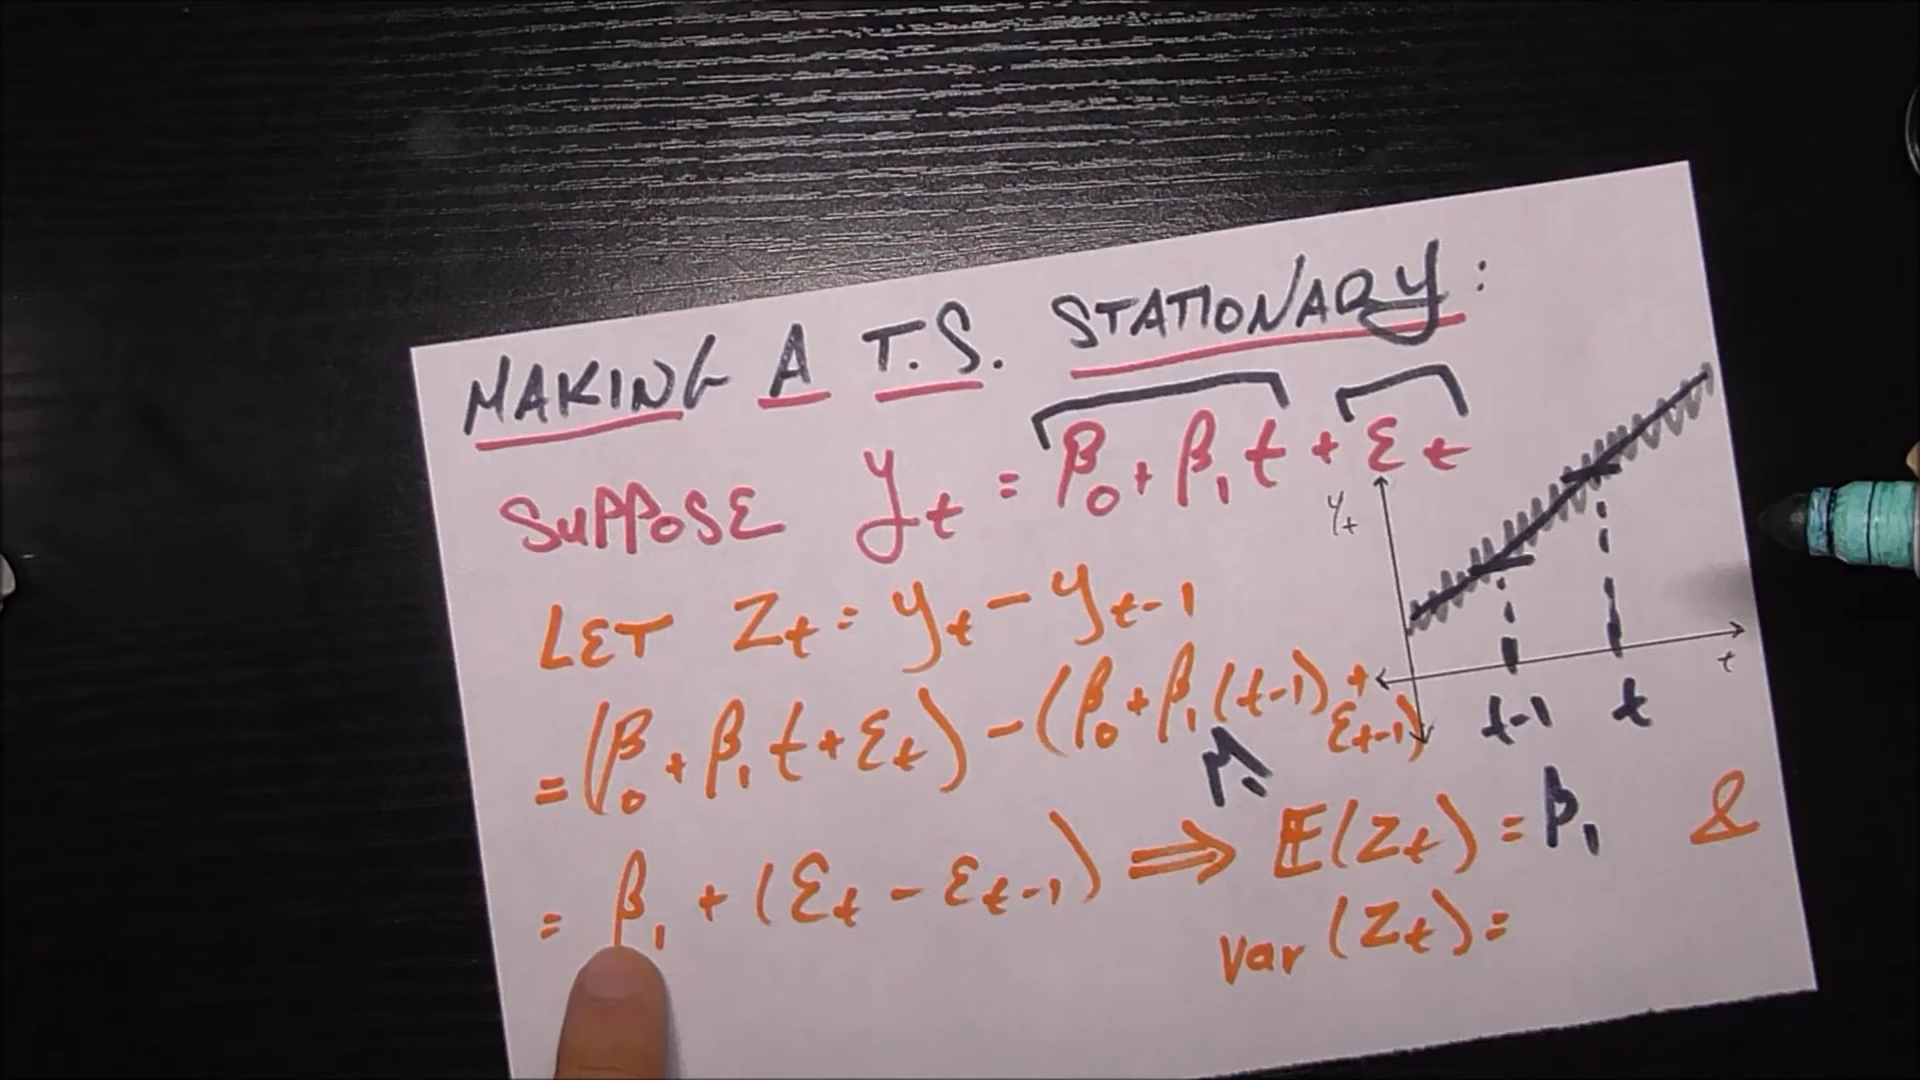 MAKING A T.S. STATIONARY:
SUPPOSE yₜ = β₀ + β₁t + εₜ
yₜ
LET Zₜ = yₜ - yₜ₋₁
= (β₀ + β₁t + εₜ) - (β₀ + β₁(t-1) + εₜ₋₁)
t
t-1 t
= β₁ + (εₜ - εₜ₋₁) ⇒ E(Zₜ) = β₁ &
Var(Zₜ) =